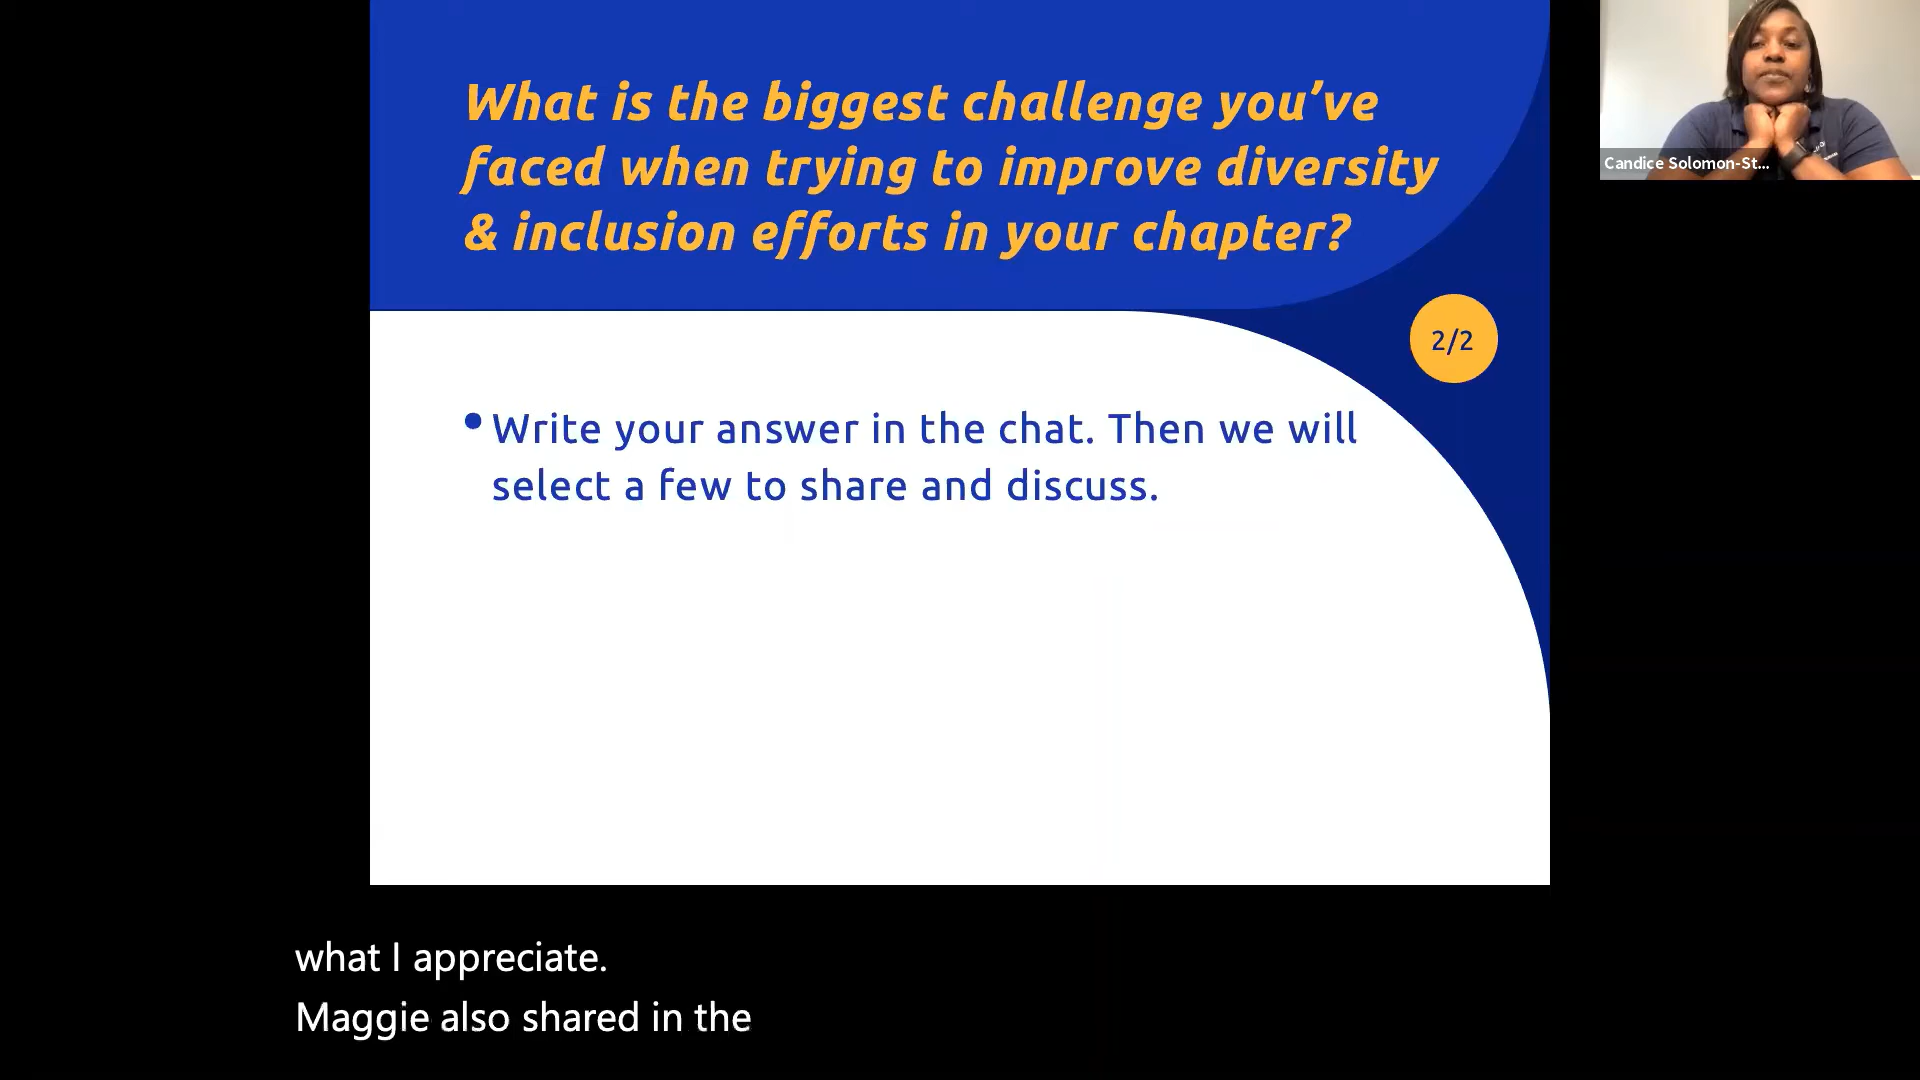 What is the biggest challenge you’ve
faced when trying to improve diversity
& inclusion efforts in your chapter?
2/2
• Write your answer in the chat. Then we will
select a few to share and discuss.
Candice Solomon-St...
what I appreciate.
Maggie also shared in the